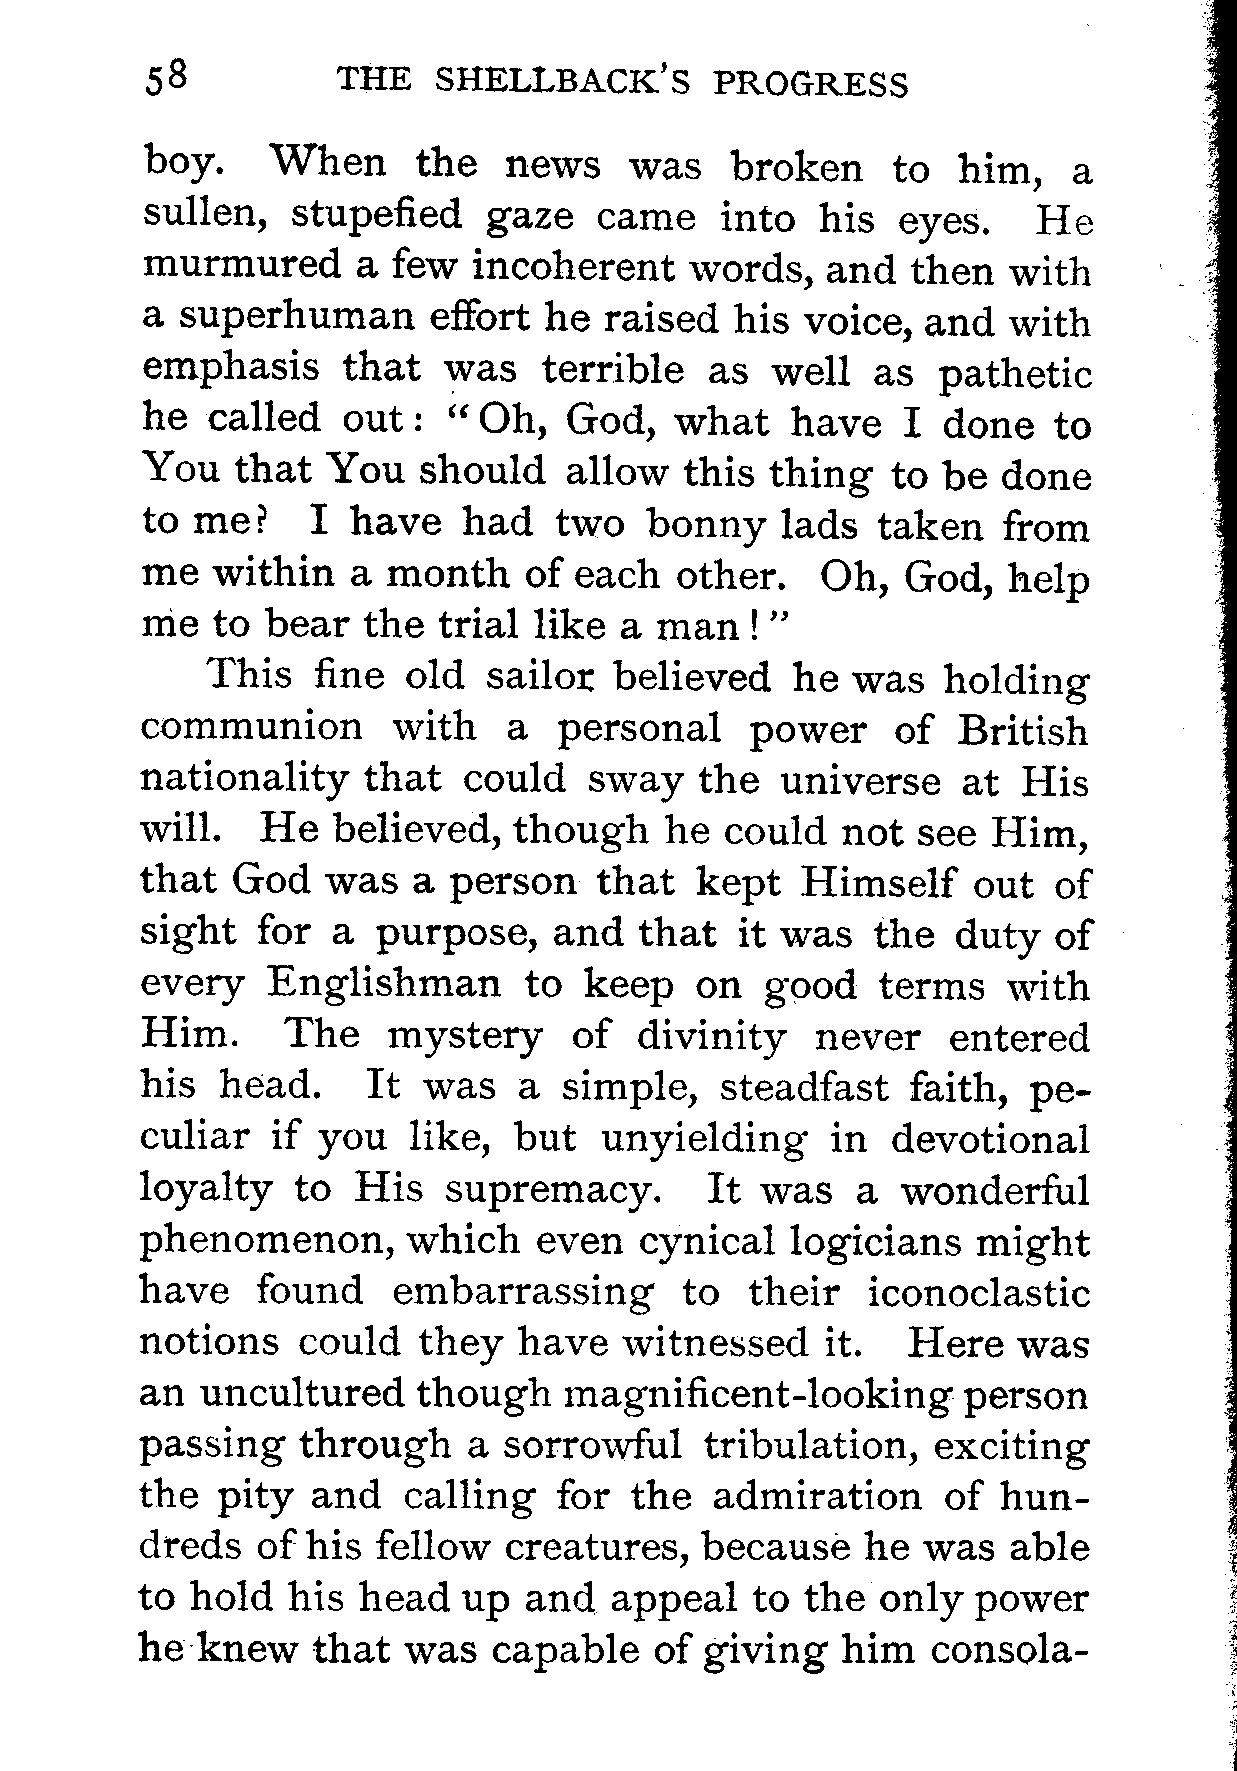 58 THE SHELLBACK'S PROGRESS
boy. When the news was broken to him, a
sullen, stupefied gaze came into his eyes. He
murmured a few incoherent words, and then with
a superhuman effort he raised his voice, and with
emphasis that was terrible as well as pathetic
he called out: “Oh, God, what have I done to
You that You should allow this thing to be done
to me? I have had two bonny lads taken from
me within a month of each other. Oh, God, help
me to bear the trial like a man!”
This fine old sailor believed he was holding
communion with a personal power of British
nationality that could sway the universe at His
will. He believed, though he could not see Him,
that God was a person that kept Himself out of
sight for a purpose, and that it was the duty of
every Englishman to keep on good terms with
Him. The mystery of divinity never entered
his head. It was a simple, steadfast faith, pe-
culiar if you like, but unyielding in devotional
loyalty to His supremacy. It was a wonderful
phenomenon, which even cynical logicians might
have found embarrassing to their iconoclastic
notions could they have witnessed it. Here was
an uncultured though magnificent-looking person
passing through a sorrowful tribulation, exciting
the pity and calling for the admiration of hun-
dreds of his fellow creatures, because he was able
to hold his head up and appeal to the only power
he knew that was capable of giving him consola-